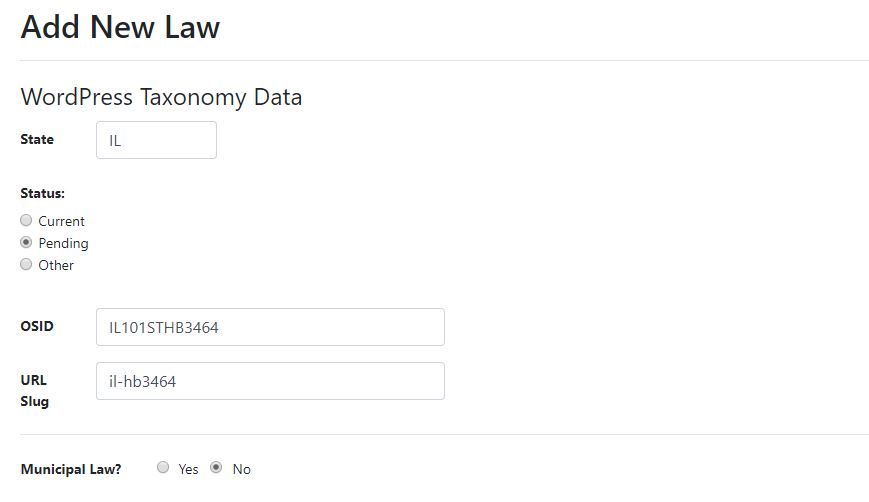 Add New Law
WordPress Taxonomy Data
State
IL
Status:
Current
Pending
Other
OSID
IL101STHB3464
URL
Slug
il-hb3464
Municipal Law? Yes No